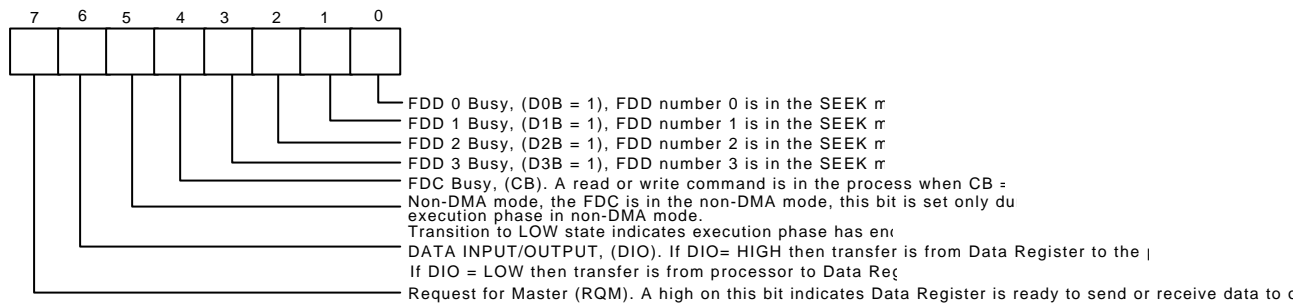 7 6 5 4 3 2 1 0
FDD 0 Busy, (D0B = 1), FDD number 0 is in the SEEK
FDD 1 Busy, (D1B = 1), FDD number 1 is in the SEEK
FDD 2 Busy, (D2B = 1), FDD number 2 is in the SEEK
FDD 3 Busy, (D3B = 1), FDD number 3 is in the SEEK
FDC Busy, (CB). A read or write command is in the process when CB =
Non-DMA mode, the FDC is in the non-DMA mode, this bit is set only du
execution phase in non-DMA mode.
Transition to LOW state indicates execution phase has
DATA INPUT/OUTPUT, (DIO). If DIO= HIGH then transfer is from Data Register to the
If DIO = LOW then transfer is from processor to Data
Request for Master (RQM). A high on this bit indicates Data Register is ready to send or receive data to